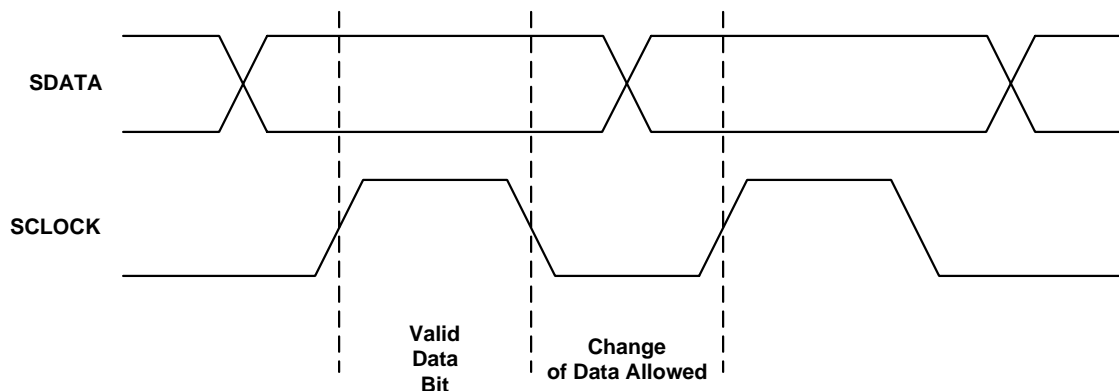 SDATA
SCLOCK
Valid
Data
Bit
Change
of Data Allowed